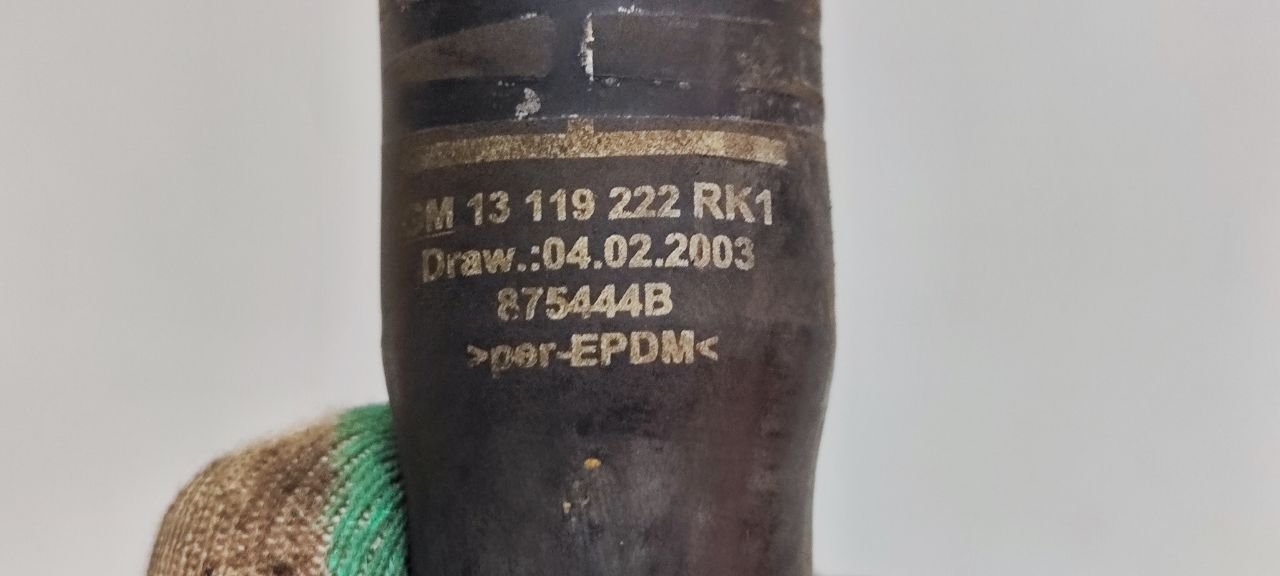 GM 13 119 222 RK1
Draw.:04.02.2003
875444B
>per-EPDM<